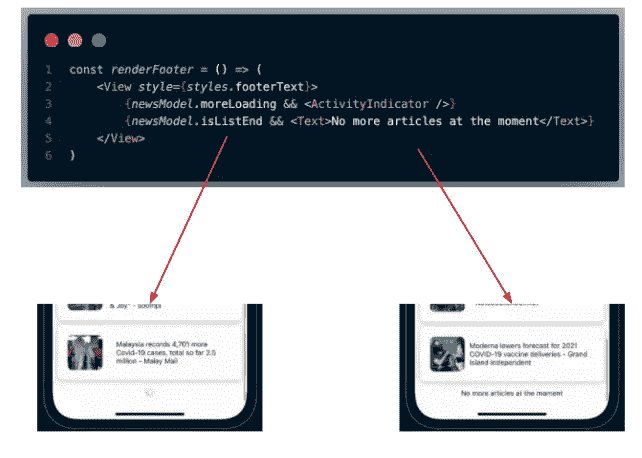 1 const renderFooter = () => (
2 <View style={styles.footerText}>
3 {newsModel.moreLoading && <ActivityIndicator />}
4 {newsModel.isListEnd && <Text>No more articles at the moment</Text>}
5 </View>
6 )
& Joy" - soompi
Malaysia records 4,701 more
Covid-19 cases, total so far 2.5
million - Malay Mail
Moderna lowers forecast for 2021
COVID-19 vaccine deliveries - Grand
Island Independent
No more articles at the moment